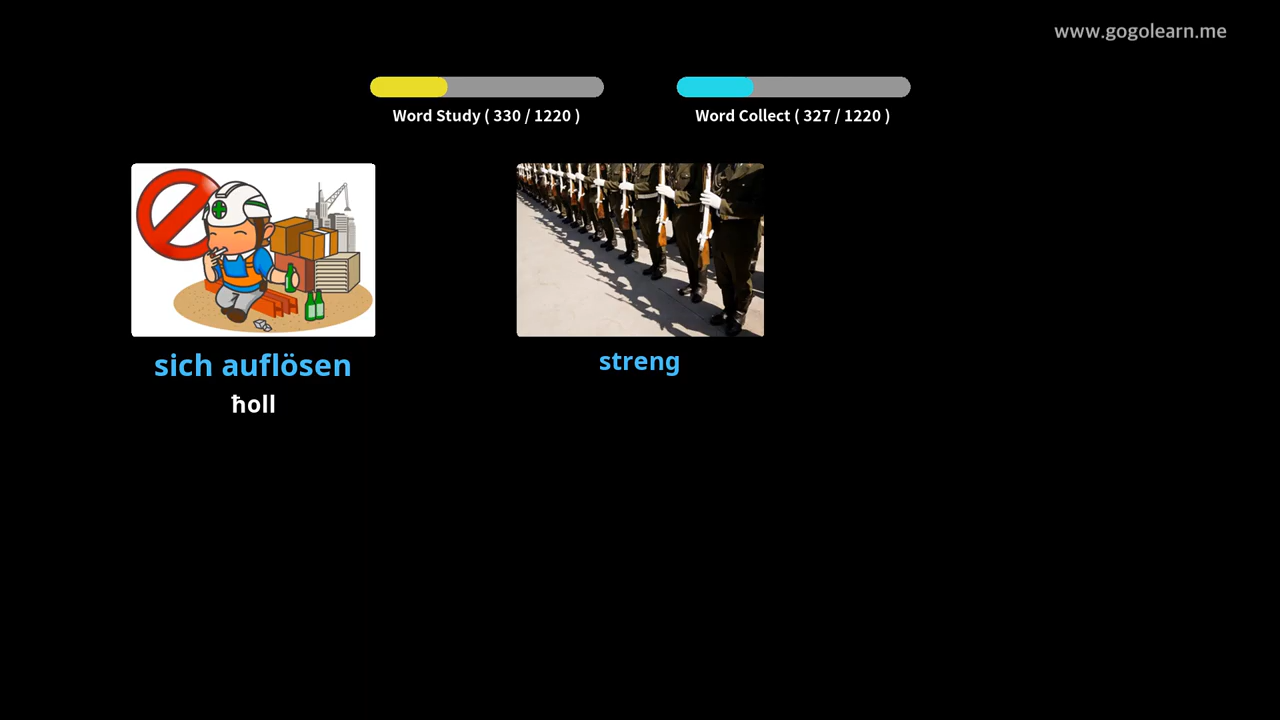 www.gogolearn.me
Word Study ( 330 / 1220 )
Word Collect ( 327 / 1220 )
sich auflösen
streng
ħoll